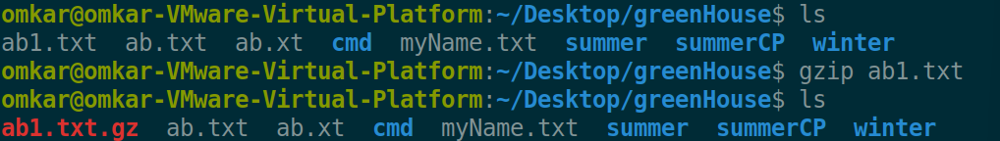 omkar@omkar-VMware-Virtual-Platform:~/Desktop/greenHouse$ ls
ab1.txt  ab.txt  ab.xt  cmd  myName.txt  summer  summerCP  winter
omkar@omkar-VMware-Virtual-Platform:~/Desktop/greenHouse$ gzip ab1.txt
omkar@omkar-VMware-Virtual-Platform:~/Desktop/greenHouse$ ls
ab1.txt.gz  ab.txt  ab.xt  cmd  myName.txt  summer  summerCP  winter